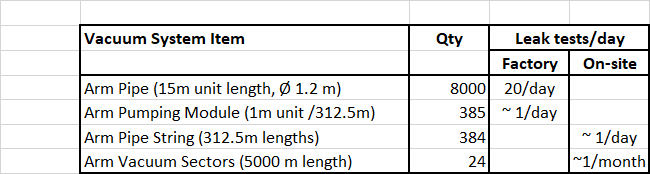 Vacuum System Item Qty Leak tests/day
Factory On-site
Arm Pipe (15m unit length, Ø 1.2 m) 8000 20/day
Arm Pumping Module (1m unit /312.5m) 385 ~ 1/day
Arm Pipe String (312.5m lengths) 384 ~ 1/day
Arm Vacuum Sectors (5000 m length) 24 ~1/month